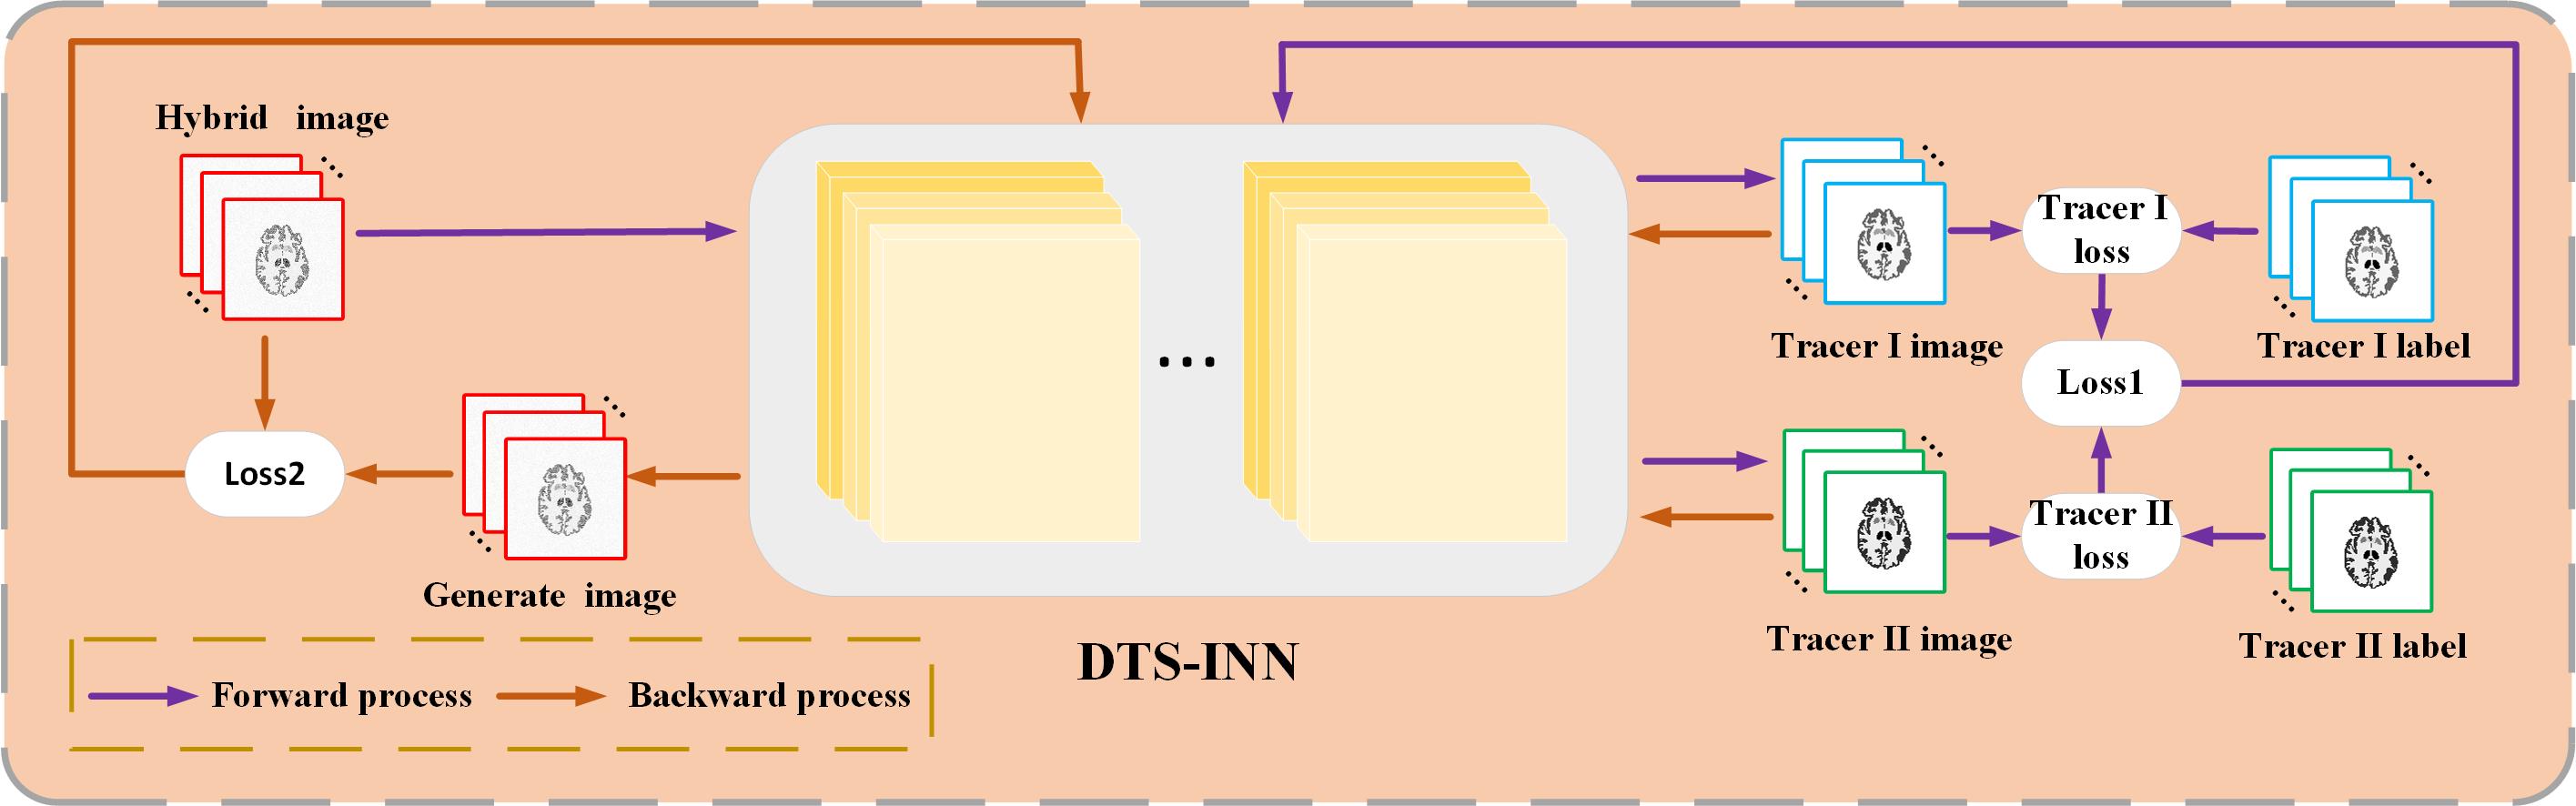 Hybrid image
Tracer I
loss
Tracer I image
Tracer I label
Loss1
Loss2
Tracer II
loss
Generate image
Tracer II image
Tracer II label
...
DTS-INN
Forward process
Backward process